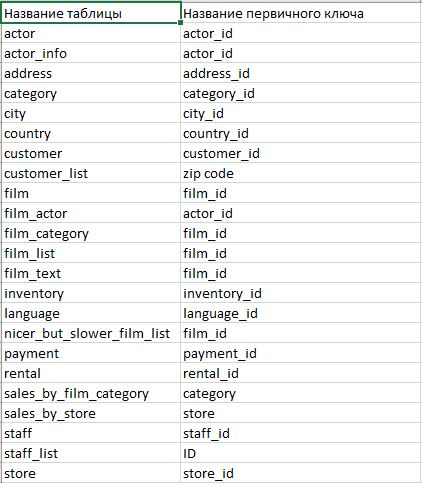 Название таблицы Название первичного ключа
actor actor_id
actor_info actor_id
address address_id
category category_id
city city_id
country country_id
customer customer_id
customer_list zip code
film film_id
film_actor actor_id
film_category film_id
film_list film_id
film_text film_id
inventory inventory_id
language language_id
nicer_but_slower_film_list film_id
payment payment_id
rental rental_id
sales_by_film_category category
sales_by_store store
staff staff_id
staff_list ID
store store_id